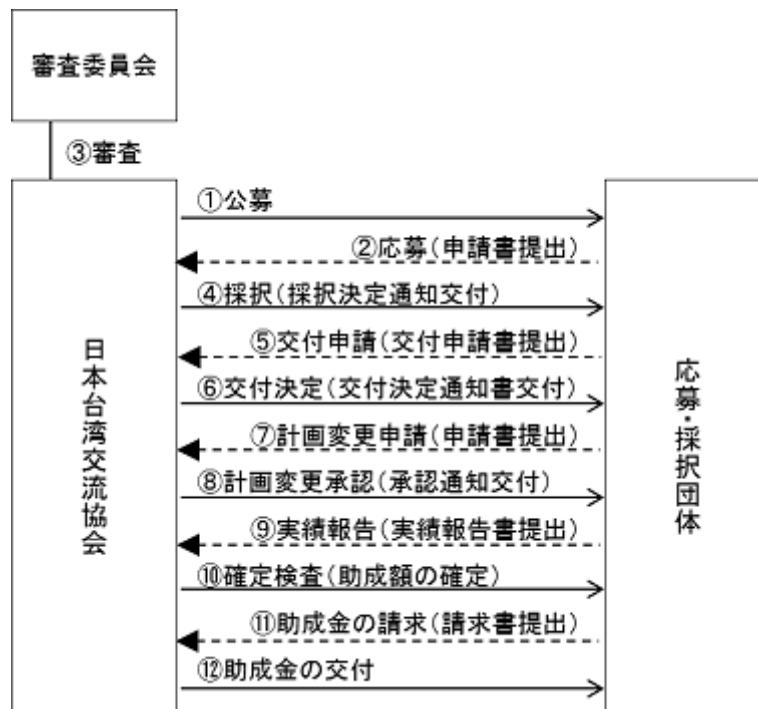 審査委員会
③審査
①公募
②応募(申請書提出)
④採択(採択決定通知交付)
⑤交付申請(交付申請書提出)
⑥交付決定(交付決定通知書交付)
⑦計画変更申請(申請書提出)
⑧計画変更承認(承認通知交付)
⑨実績報告(実績報告書提出)
⑩確定検査(助成額の確定)
⑪助成金の請求(請求書提出)
⑫助成金の交付
日本台湾交流協会
応募・採択団体